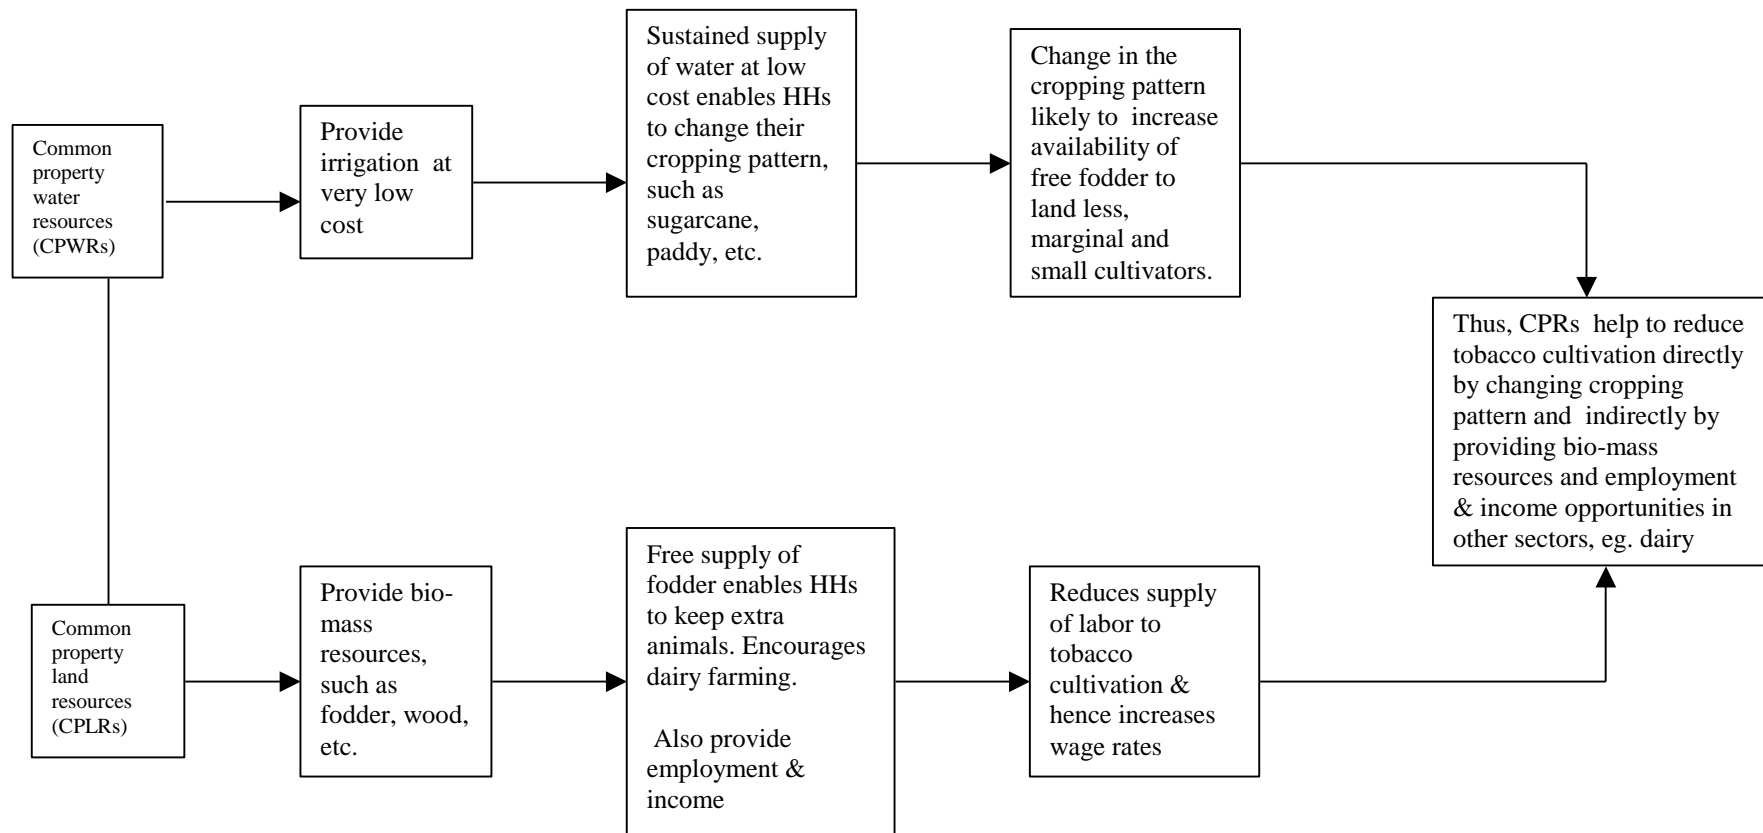 Common
property
water
resources
(CPWRs)
Provide
irrigation  at
very low
cost
Sustained supply
of water at low
cost enables HHs
to change their
cropping pattern,
such as
sugarcane,
paddy, etc.
Change in the
cropping pattern
likely to  increase
availability of
free fodder to
land less,
marginal and
small cultivators.
Thus, CPRs  help to reduce
tobacco cultivation directly
by changing cropping
pattern and  indirectly by
providing bio-mass
resources and employment
& income opportunities in
other sectors, eg. dairy
Common
property
land
resources
(CPLRs)
Provide bio-
mass
resources,
such as
fodder, wood,
etc.
Free supply of
fodder enables HHs
to keep extra
animals. Encourages
dairy farming.
Also provide
employment &
income
Reduces supply
of labor to
tobacco
cultivation &
hence increases
wage rates